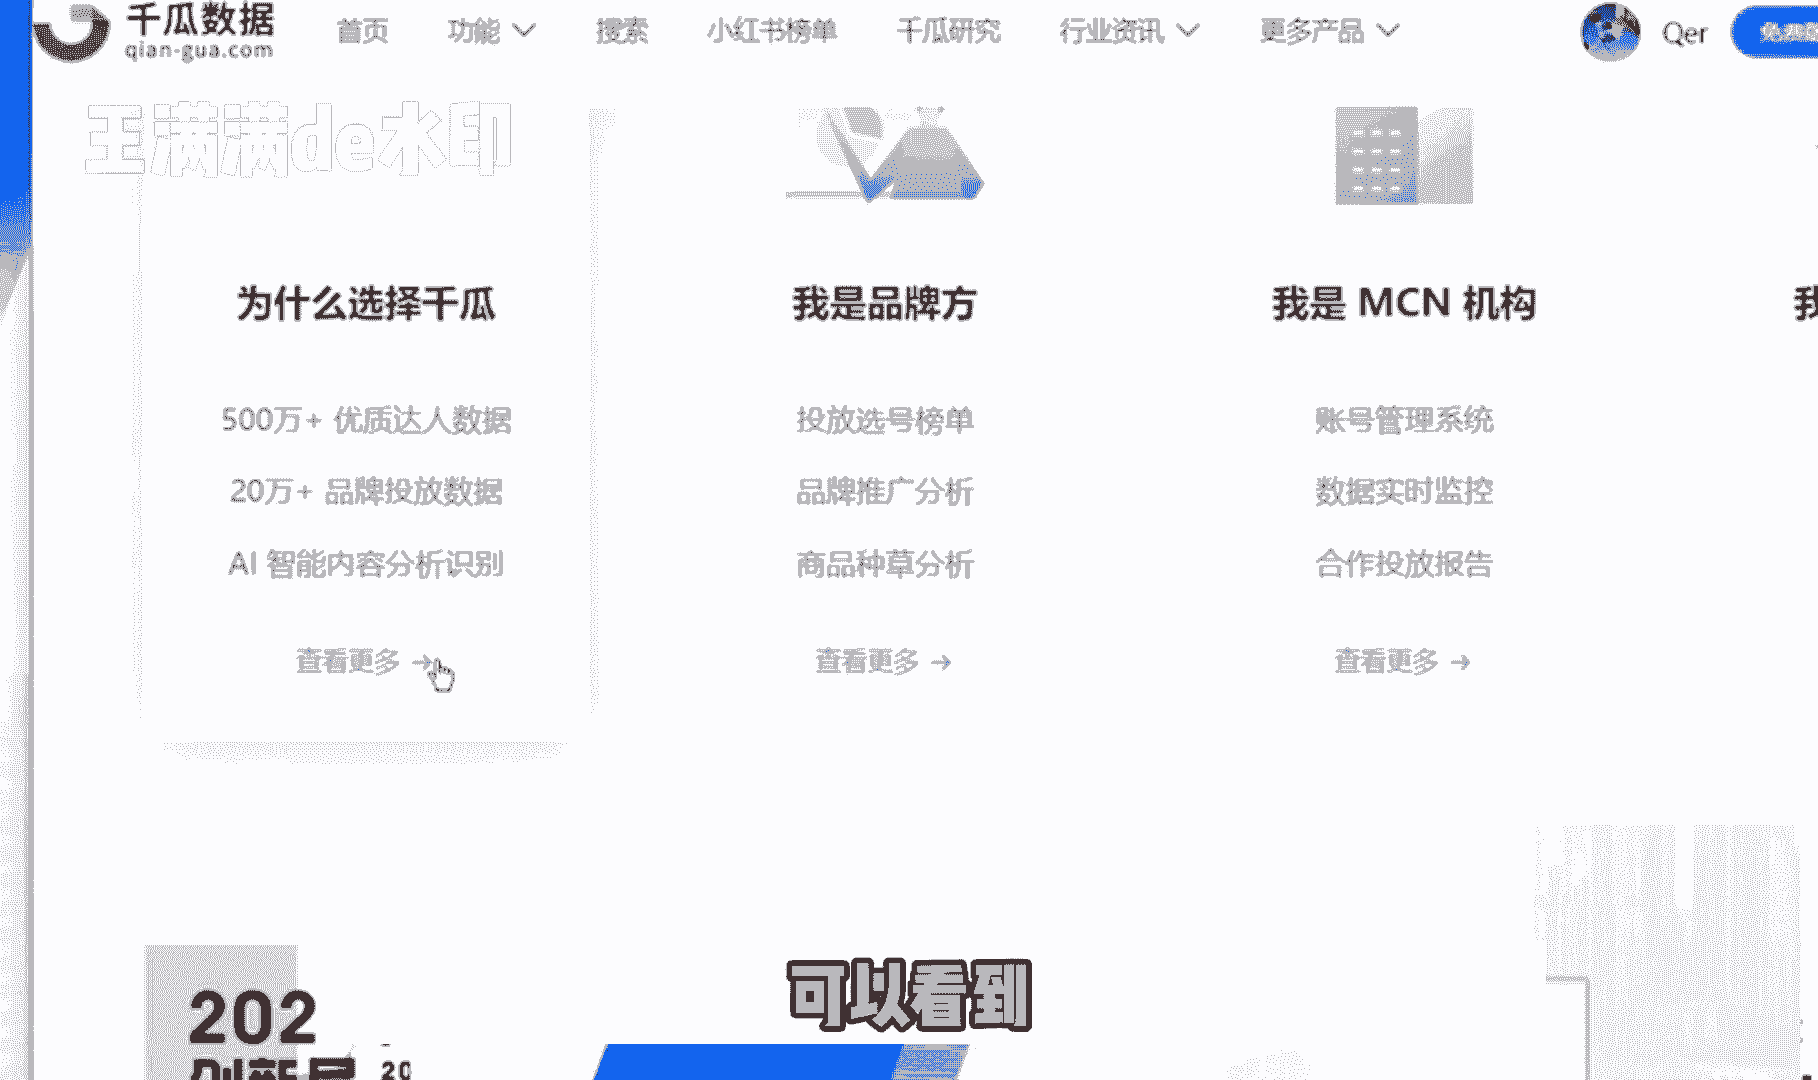 千瓜数据
qian-gua.com
首页 功能 搜索 小红书榜单 千瓜研究 行业资讯 更多产品 Qer
王满满de水印
为什么选择千瓜
500万+ 优质达人数据
20万+ 品牌投放数据
AI 智能内容分析识别
查看更多 →
我是品牌方
投放选号榜单
品牌推广分析
商品种草分析
查看更多 →
我是 MCN 机构
账号管理系统
数据实时监控
合作投放报告
查看更多 →
我
202
20
可以看到